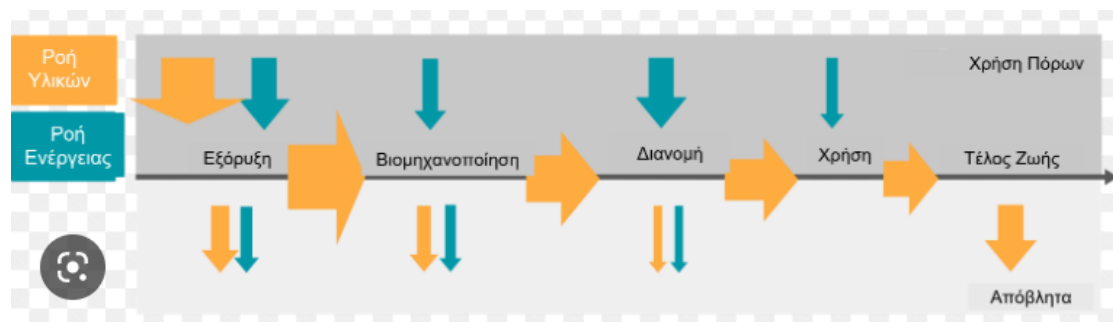 Ροή
Υλικών
Χρήση Πόρων
Ροή
Ενέργειας
Εξόρυξη
Βιομηχανοποίηση
Διανομή
Χρήση
Τέλος Ζωής
Απόβλητα